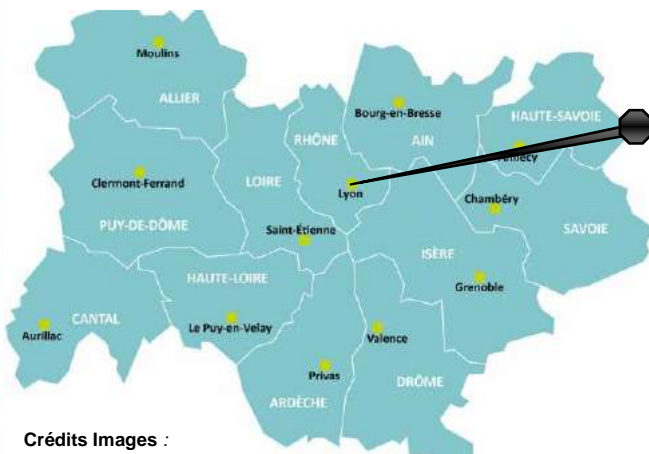 Moulins
ALLIER
Bourg-en-Bresse
HAUTE-SAVOIE
RHÔNE
AIN
Clermont-Ferrand
LOIRE
Lyon
Chambéry
PUY-DE-DÔME
Saint-Étienne
SAVOIE
ISÈRE
HAUTE-LOIRE
Grenoble
CANTAL
Aurillac
Le Puy-en-Velay
Valence
Privas
DRÔME
ARDÈCHE
Crédits Images :